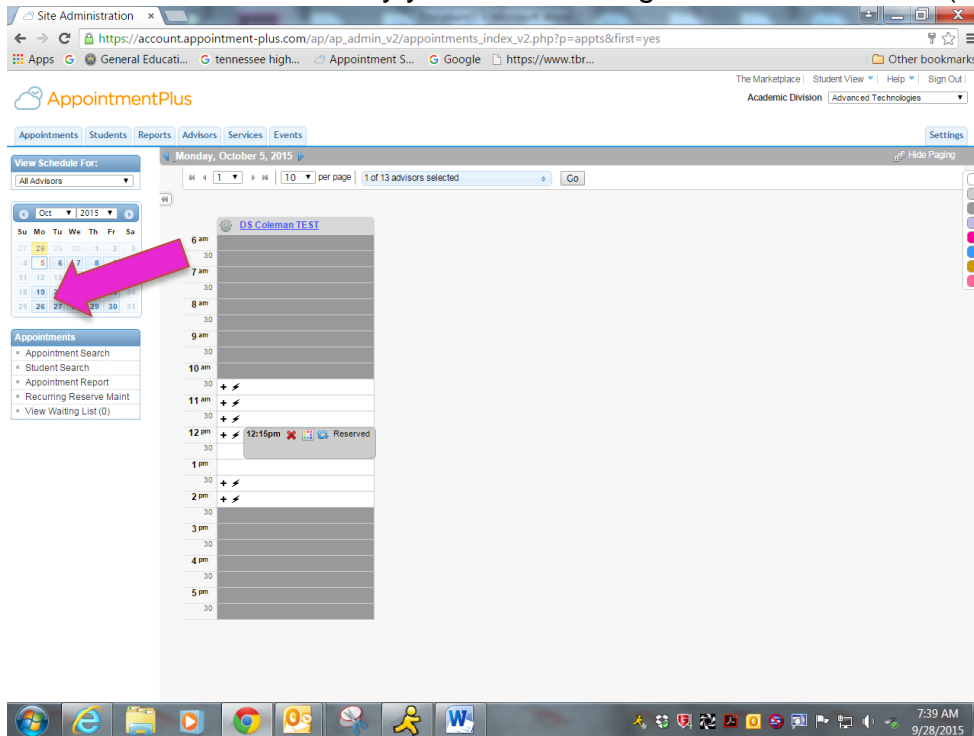 Site Administration ×
https://account.appointment-plus.com/ap/ap_admin_v2/appointments_index_v2.php?p=appts&first=yes
Apps General Educati... tennessee high... Appointment S... Google https://www.tbr... Other bookmarks
The Marketplace | Student View | Help | Sign Out |
AppointmentPlus
Academic Division Advanced Technologies
Appointments Students Reports Advisors Services Events Settings
View Schedule For:
All Advisors
Monday, October 5, 2015
Hide Paging
1 10 per page 1 of 13 advisors selected Go
Oct 2015
Su Mo Tu We Th Fr Sa
27 28 29 30 1 2 3
4 5 6 7 8
11 12
18 19 24
25 26 27 29 30 31
Appointments
Appointment Search
Student Search
Appointment Report
Recurring Reserve Maint
View Waiting List (0)
DS Coleman TEST
6 am
30
7 am
30
8 am
30
9 am
30
10 am
30
11 am
30
12 pm 12:15pm Reserved
30
1 pm
30
2 pm
30
3 pm
30
4 pm
30
5 pm
30
7:39 AM
9/28/2015